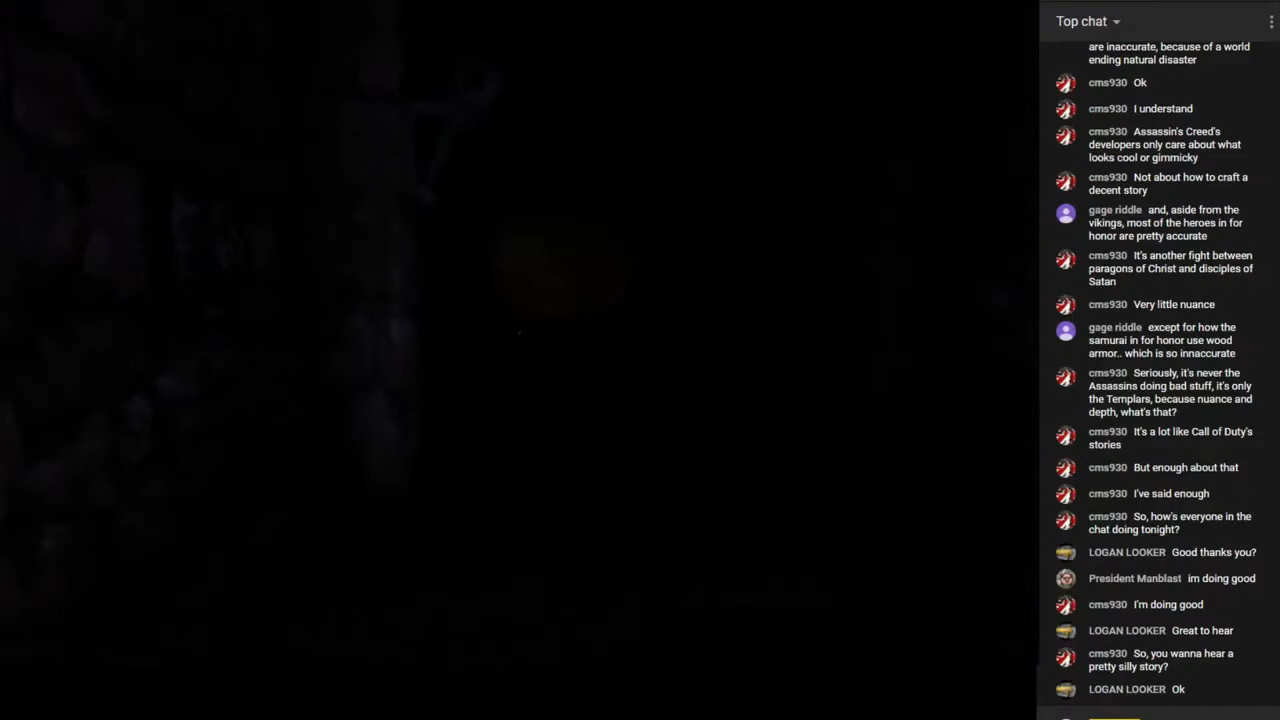 Top chat
are inaccurate, because of a world
ending natural disaster
cms930 Ok
cms930 I understand
cms930 Assassin's Creed's
developers only care about what
looks cool or gimmicky
cms930 Not about how to craft a
decent story
gage riddle and, aside from the
vikings, most of the heroes in for
honor are pretty accurate
cms930 It's another fight between
paragons of Christ and disciples of
Satan
cms930 Very little nuance
gage riddle except for how the
samurai in for honor use wood
armor.. which is so innaccurate
cms930 Seriously, it's never the
Assassins doing bad stuff, it's only
the Templars, because nuance and
depth, what's that?
cms930 It's a lot like Call of Duty's
stories
cms930 But enough about that
cms930 I've said enough
cms930 So, how's everyone in the
chat doing tonight?
LOGAN LOOKER Good thanks you?
President Manblast im doing good
cms930 I'm doing good
LOGAN LOOKER Great to hear
cms930 So, you wanna hear a
pretty silly story?
LOGAN LOOKER Ok